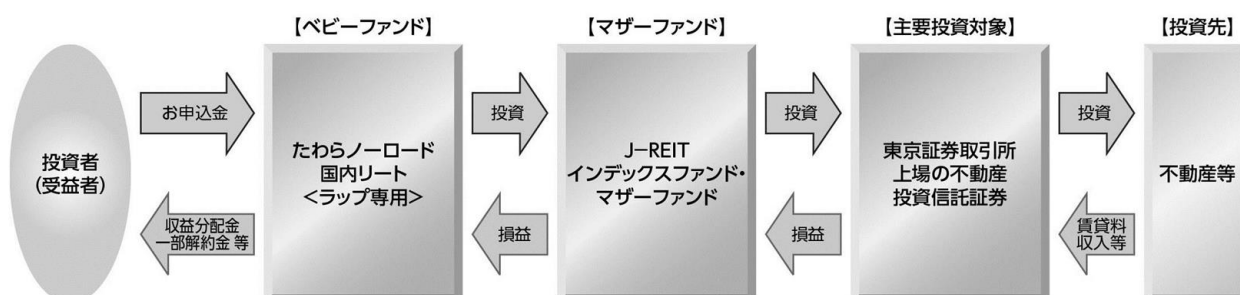 【ベビーファンド】
【マザーファンド】
【主要投資対象】
【投資先】
投資者
(受益者)
お申込金
収益分配金
一部解約金 等
たわらノーロード
国内リート
<ラップ専用>
投資
損益
J-REIT
インデックスファンド・
マザーファンド
投資
損益
東京証券取引所
上場の不動産
投資信託証券
投資
賃貸料
収入等
不動産等